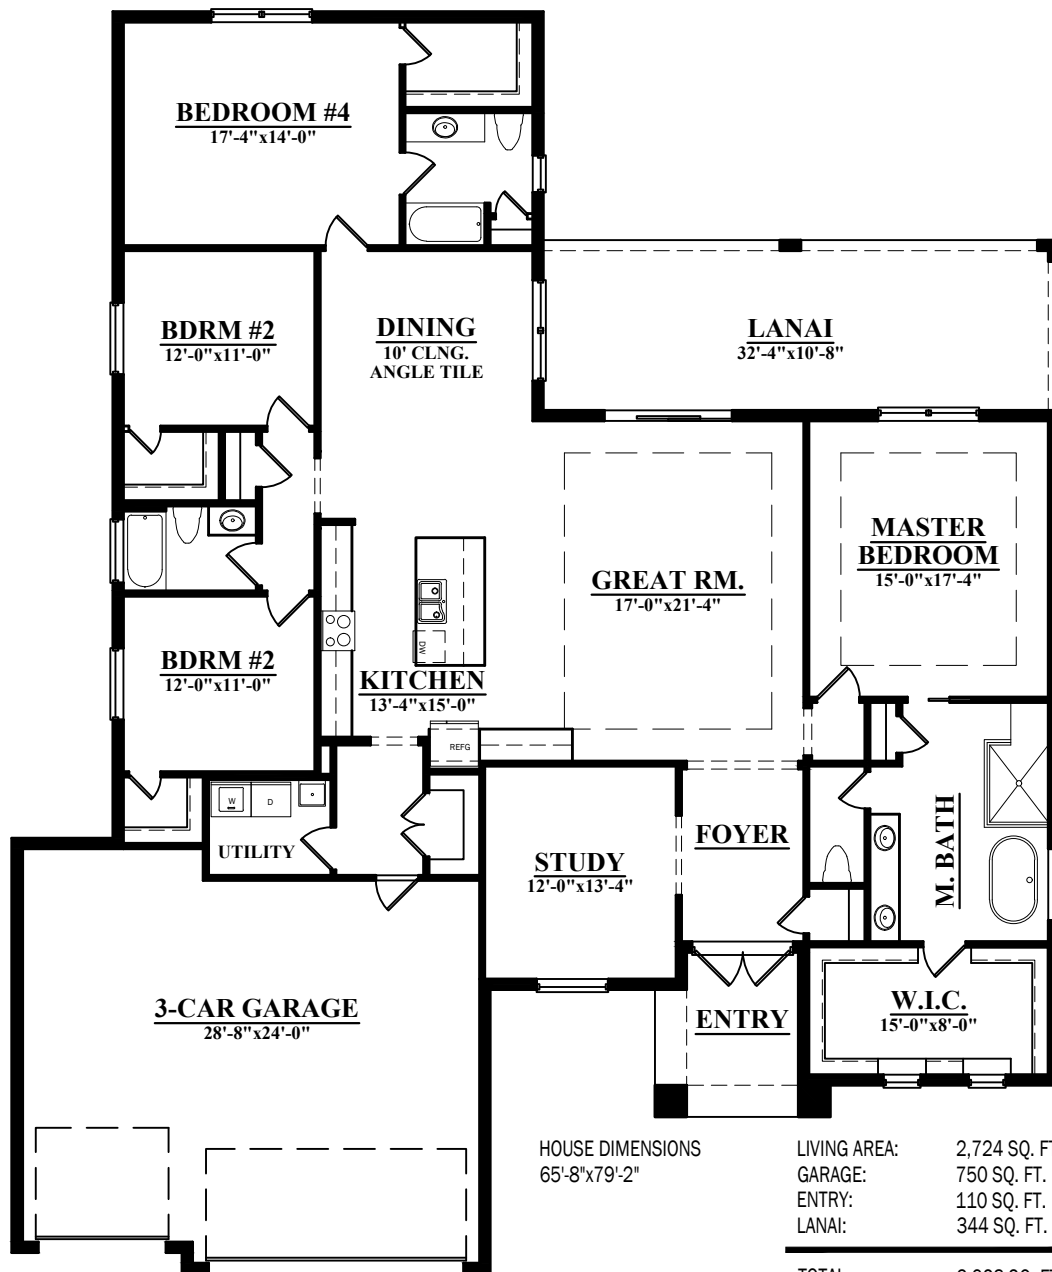 BEDROOM #4
17'-4"x14'-0"
BDRM #2
12'-0"x11'-0"
DINING
10' CLNG.
ANGLE TILE
LANAI
32'-4"x10'-8"
MASTER
BEDROOM
15'-0"x17'-4"
GREAT RM.
17'-0"x21'-4"
DW
BDRM #2
12'-0"x11'-0"
KITCHEN
13'-4"x15'-0"
REFG
W
D
UTILITY
STUDY
12'-0"x13'-4"
FOYER
M. BATH
3-CAR GARAGE
28'-8"x24'-0"
ENTRY
W.I.C.
15'-0"x8'-0"
HOUSE DIMENSIONS
65'-8"x79'-2"
LIVING AREA: 2,724 SQ. FT
GARAGE: 750 SQ. FT.
ENTRY: 110 SQ. FT.
LANAI: 344 SQ. FT.